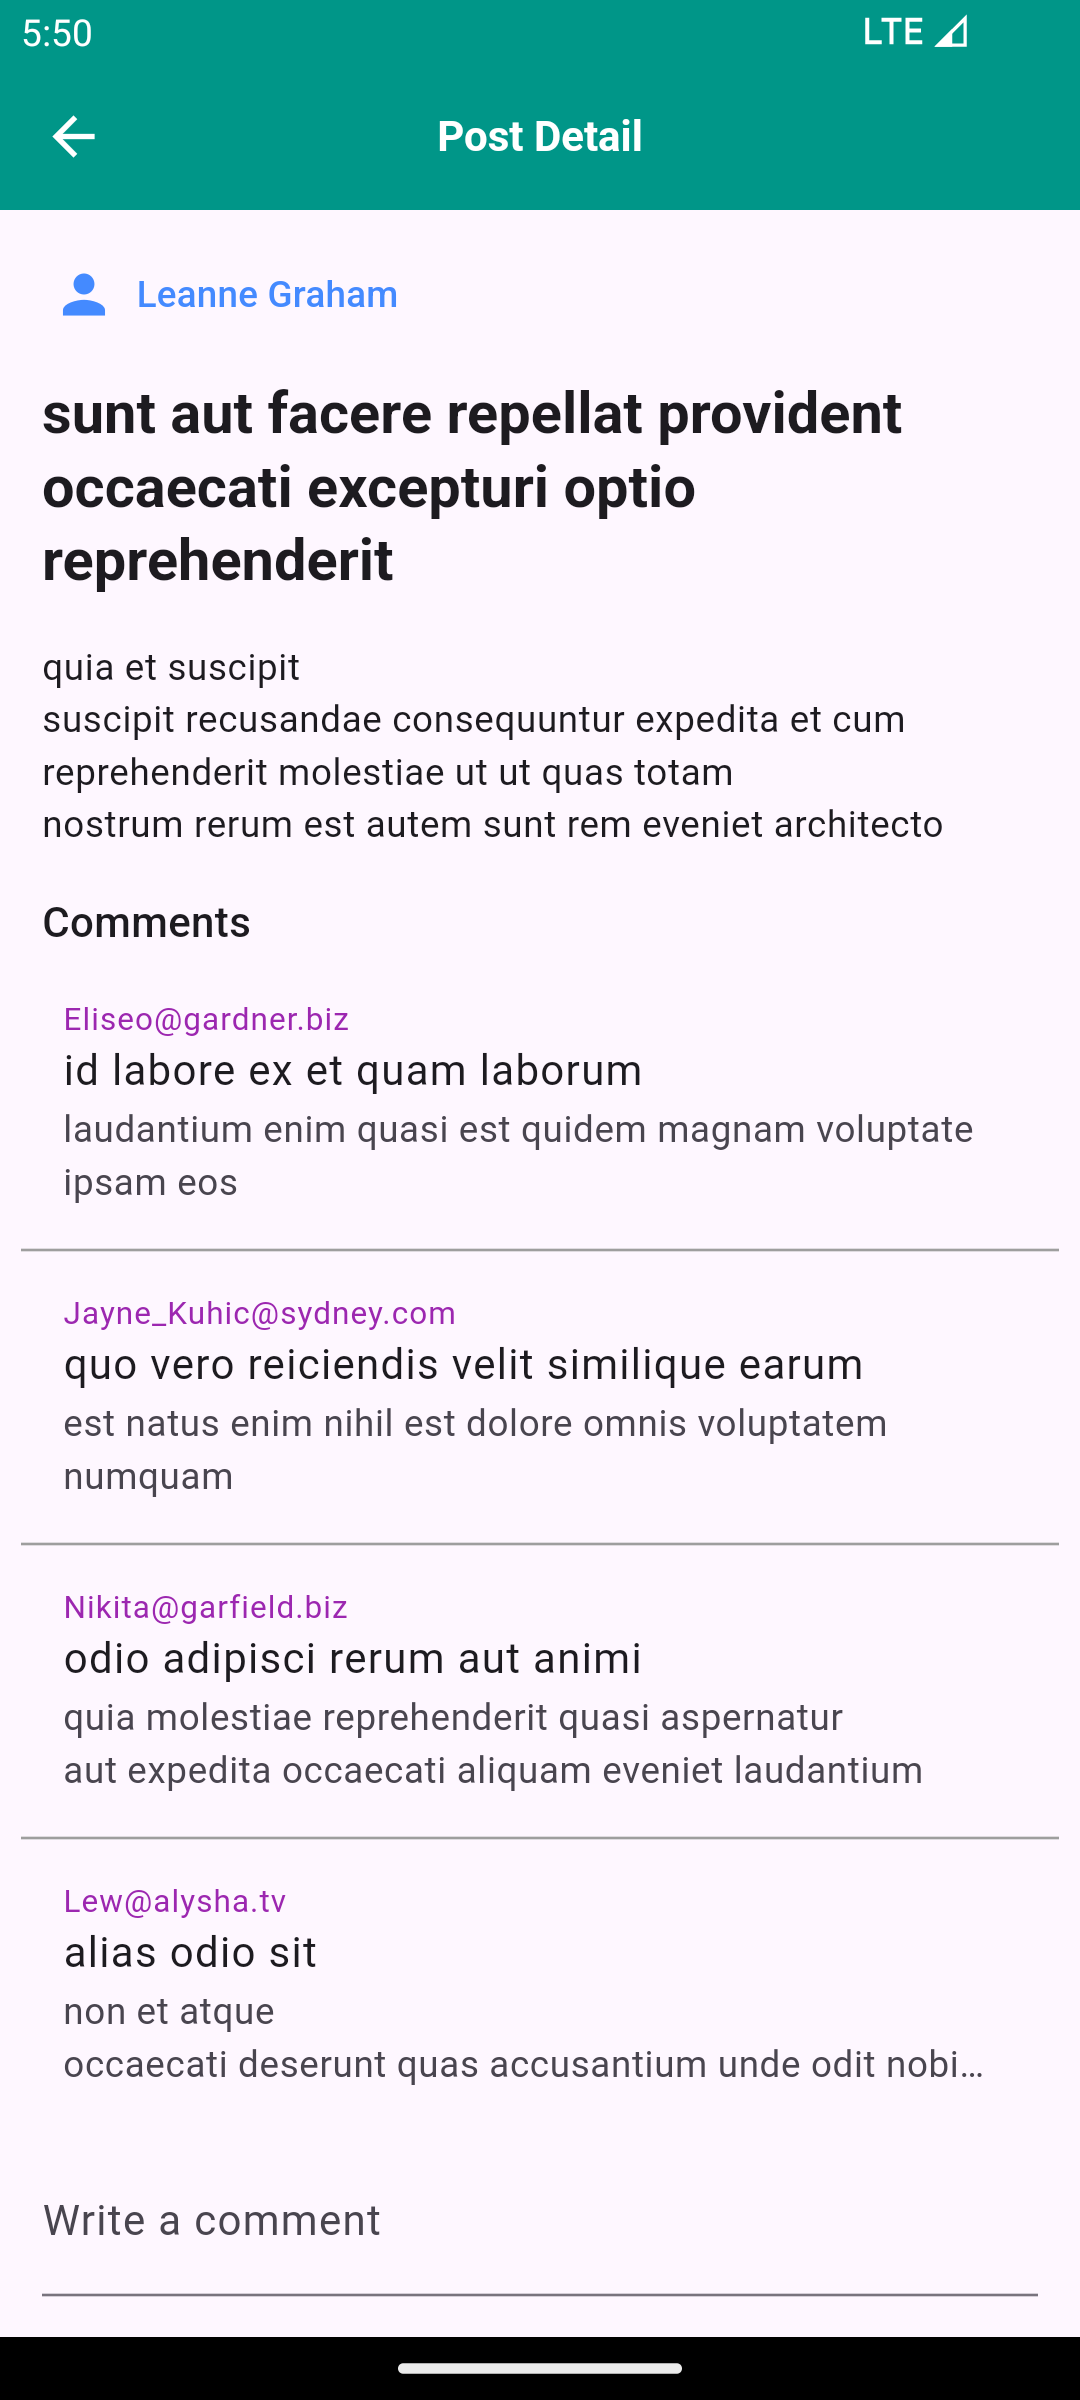 5:50
LTE
Post Detail
Leanne Graham
sunt aut facere repellat provident
occaecati excepturi optio
reprehenderit
quia et suscipit
suscipit recusandae consequuntur expedita et cum
reprehenderit molestiae ut ut quas totam
nostrum rerum est autem sunt rem eveniet architecto
Comments
Eliseo@gardner.biz
id labore ex et quam laborum
laudantium enim quasi est quidem magnam voluptate
ipsam eos
Jayne_Kuhic@sydney.com
quo vero reiciendis velit similique earum
est natus enim nihil est dolore omnis voluptatem
numquam
Nikita@garfield.biz
odio adipisci rerum aut animi
quia molestiae reprehenderit quasi aspernatur
aut expedita occaecati aliquam eveniet laudantium
Lew@alysha.tv
alias odio sit
non et atque
occaecati deserunt quas accusantium unde odit nobi…
Write a comment